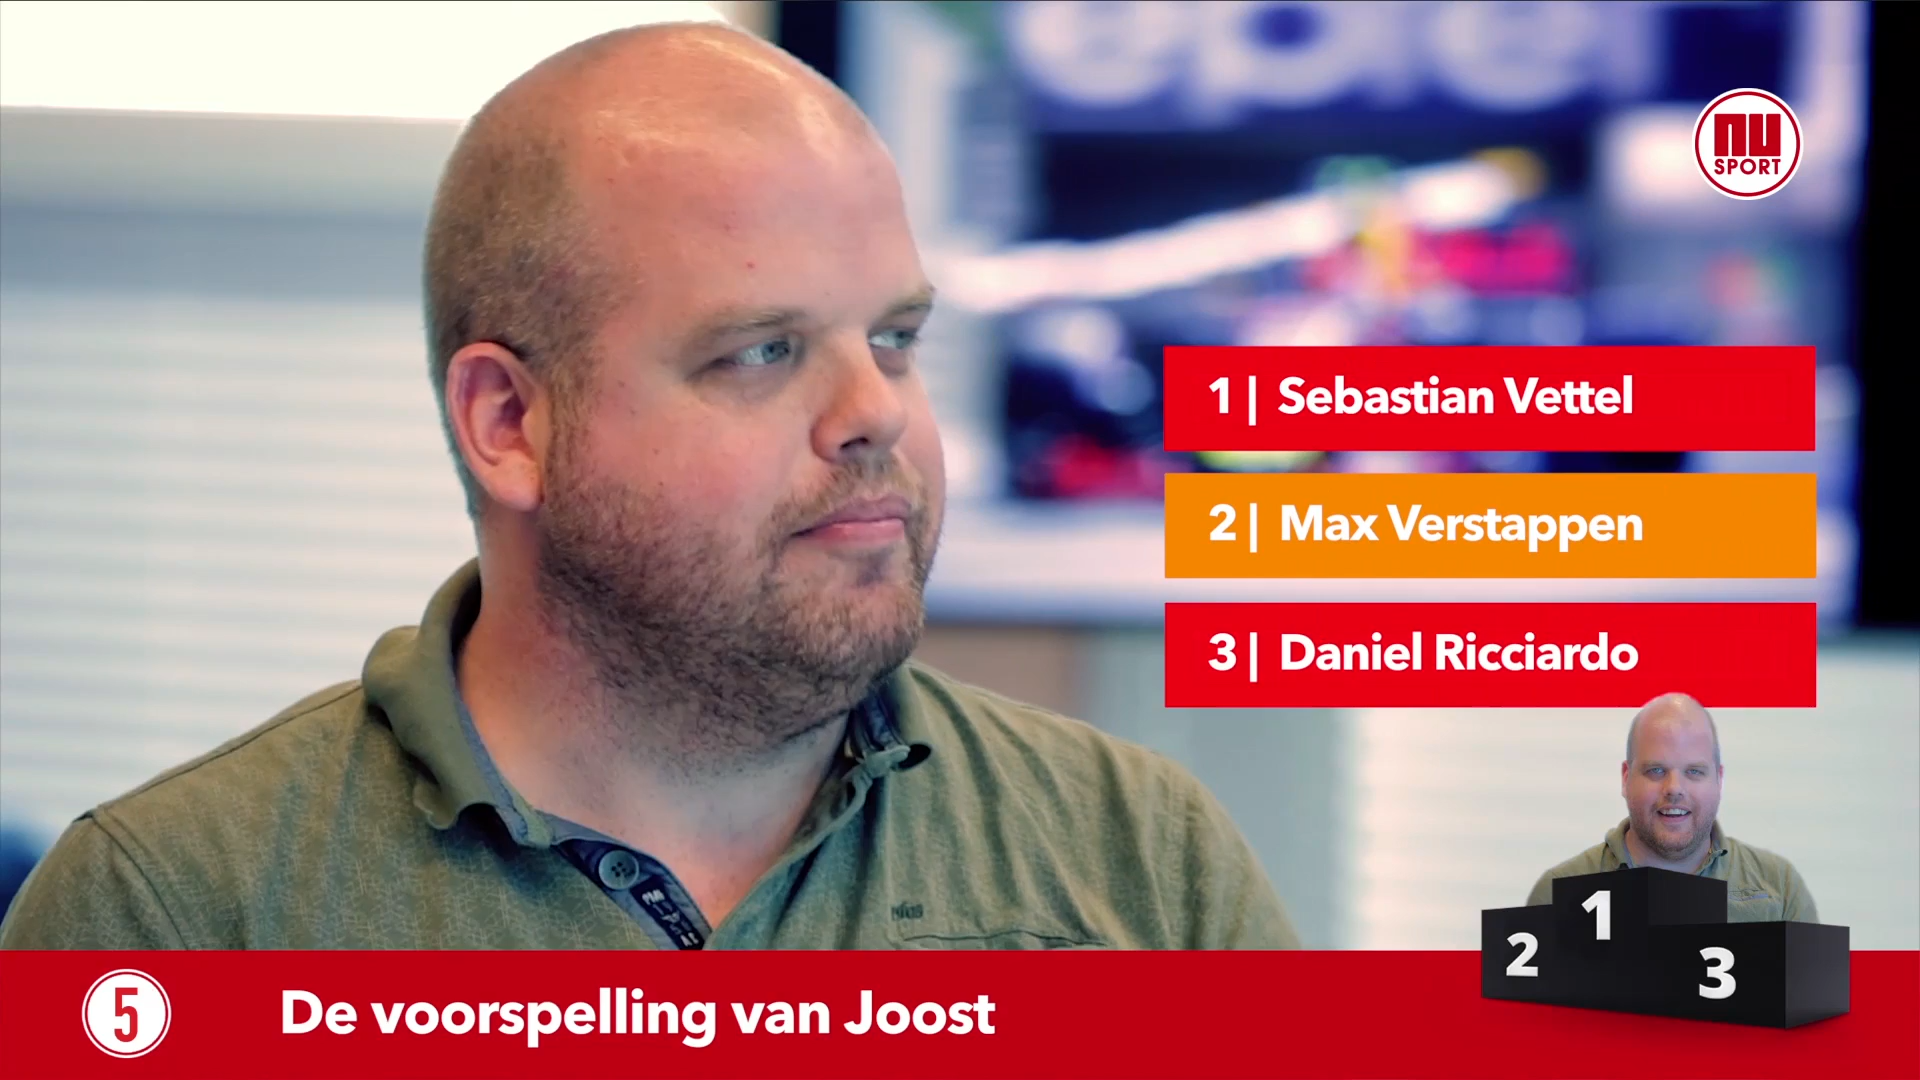 NU
SPORT
1 | Sebastian Vettel
2 | Max Verstappen
3 | Daniel Ricciardo
1
2
3
5 De voorspelling van Joost